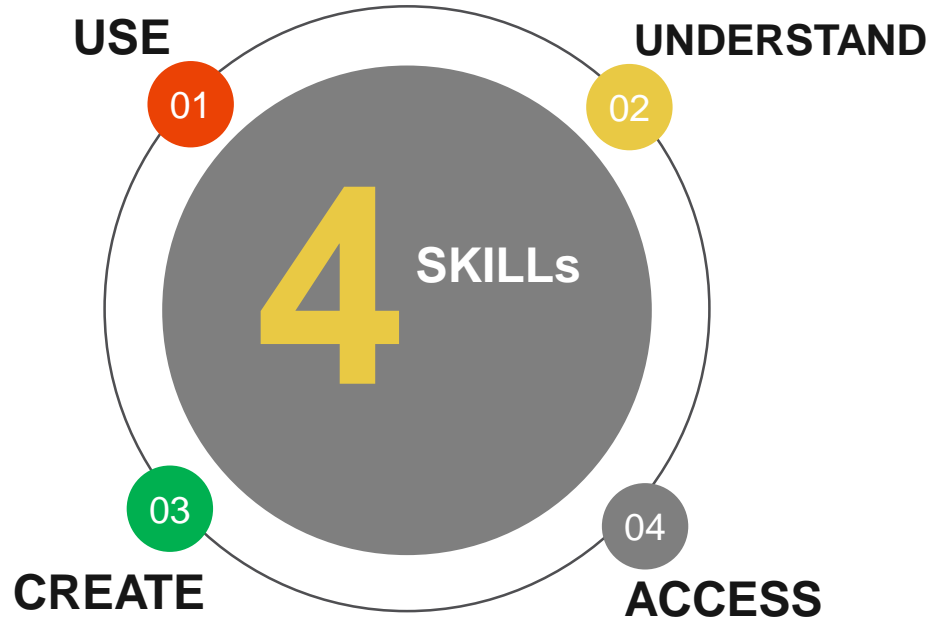 USE
01
UNDERSTAND
02
4 SKILLs
03
CREATE
04
ACCESS